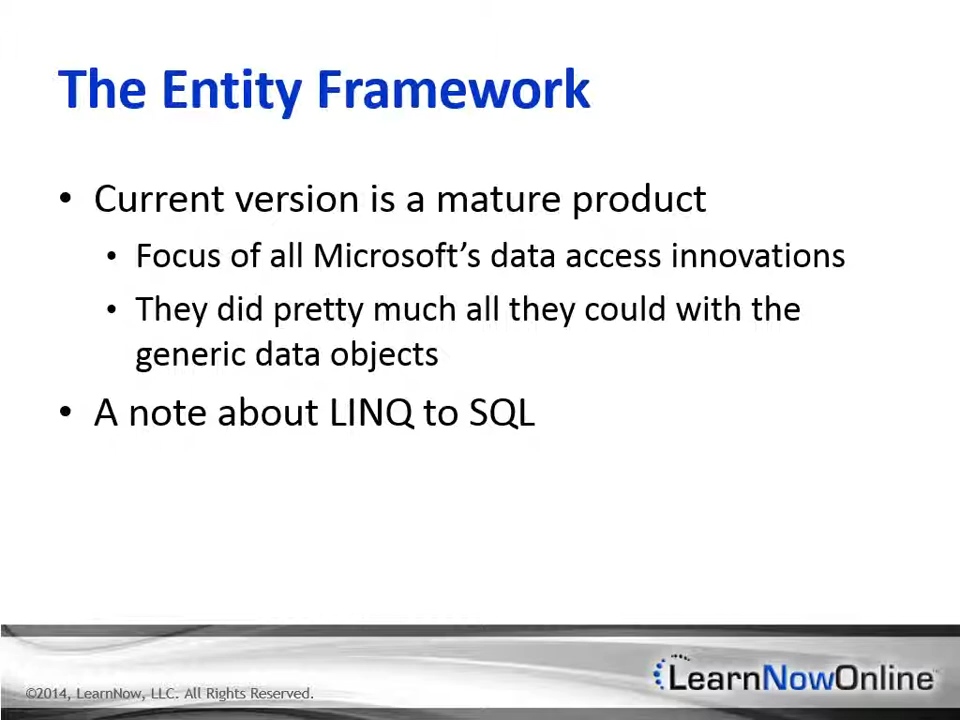 The Entity Framework
• Current version is a mature product
• Focus of all Microsoft’s data access innovations
• They did pretty much all they could with the
generic data objects
• A note about LINQ to SQL
©2014, LearnNow, LLC. All Rights Reserved.
LearnNowOnline